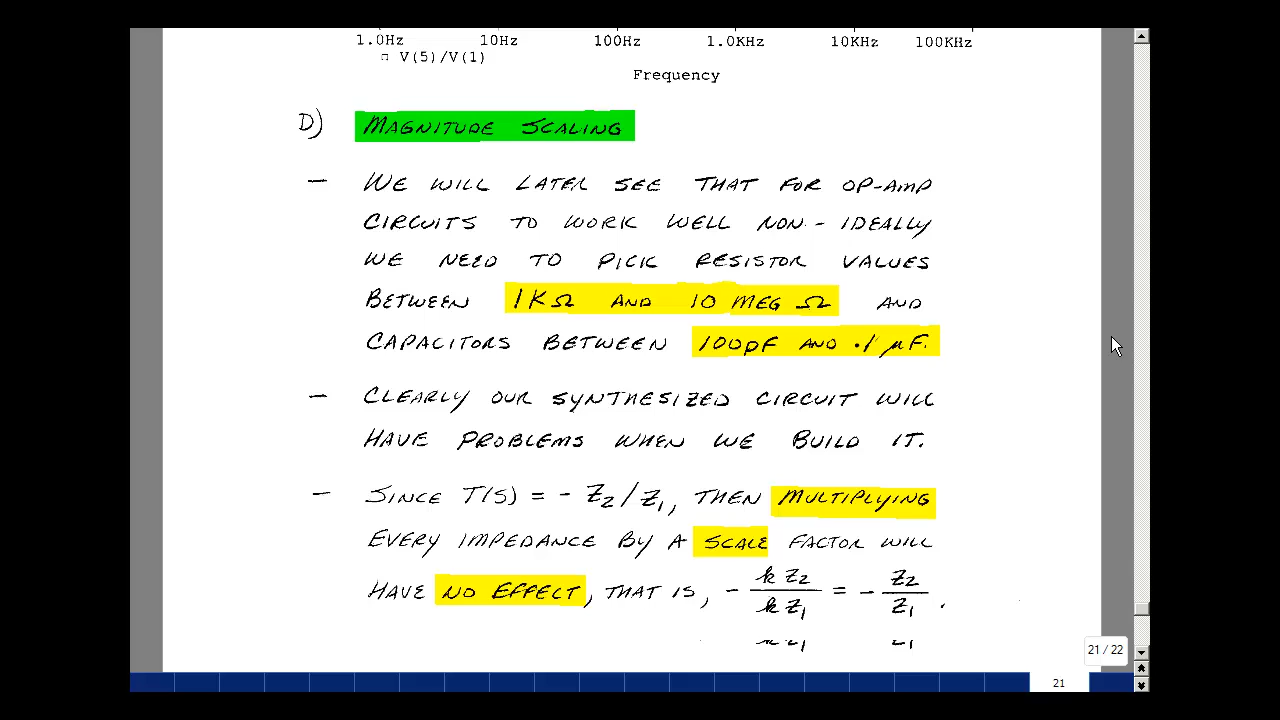 1.0Hz 10Hz 100Hz 1.0KHz 10KHz 100KHz
V(5)/V(1)
Frequency
D) MAGNITUDE SCALING
- WE WILL LATER SEE THAT FOR OP-AMP
CIRCUITS TO WORK WELL NON-IDEALLY
WE NEED TO PICK RESISTOR VALUES
BETWEEN 1KΩ AND 10 MEG Ω AND
CAPACITORS BETWEEN 100pF AND .1 μF.
- CLEARLY OUR SYNTHESIZED CIRCUIT WILL
HAVE PROBLEMS WHEN WE BUILD IT.
- SINCE T(S) = - Z2/Z1, THEN MULTIPLYING
EVERY IMPEDANCE BY A SCALE FACTOR WILL
HAVE NO EFFECT, THAT IS, - kZ2/kZ1 = - Z2/Z1.
21 / 22
21